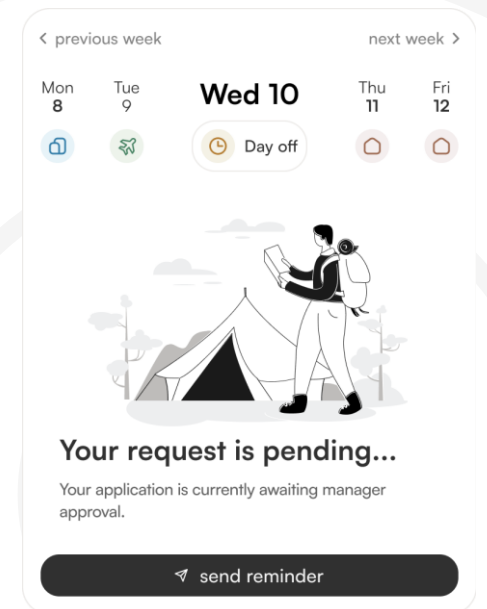 previous week next week
Mon Tue Wed 10 Thu Fri
8 9 11 12
Day off
Your request is pending...
Your application is currently awaiting manager
approval.
send reminder